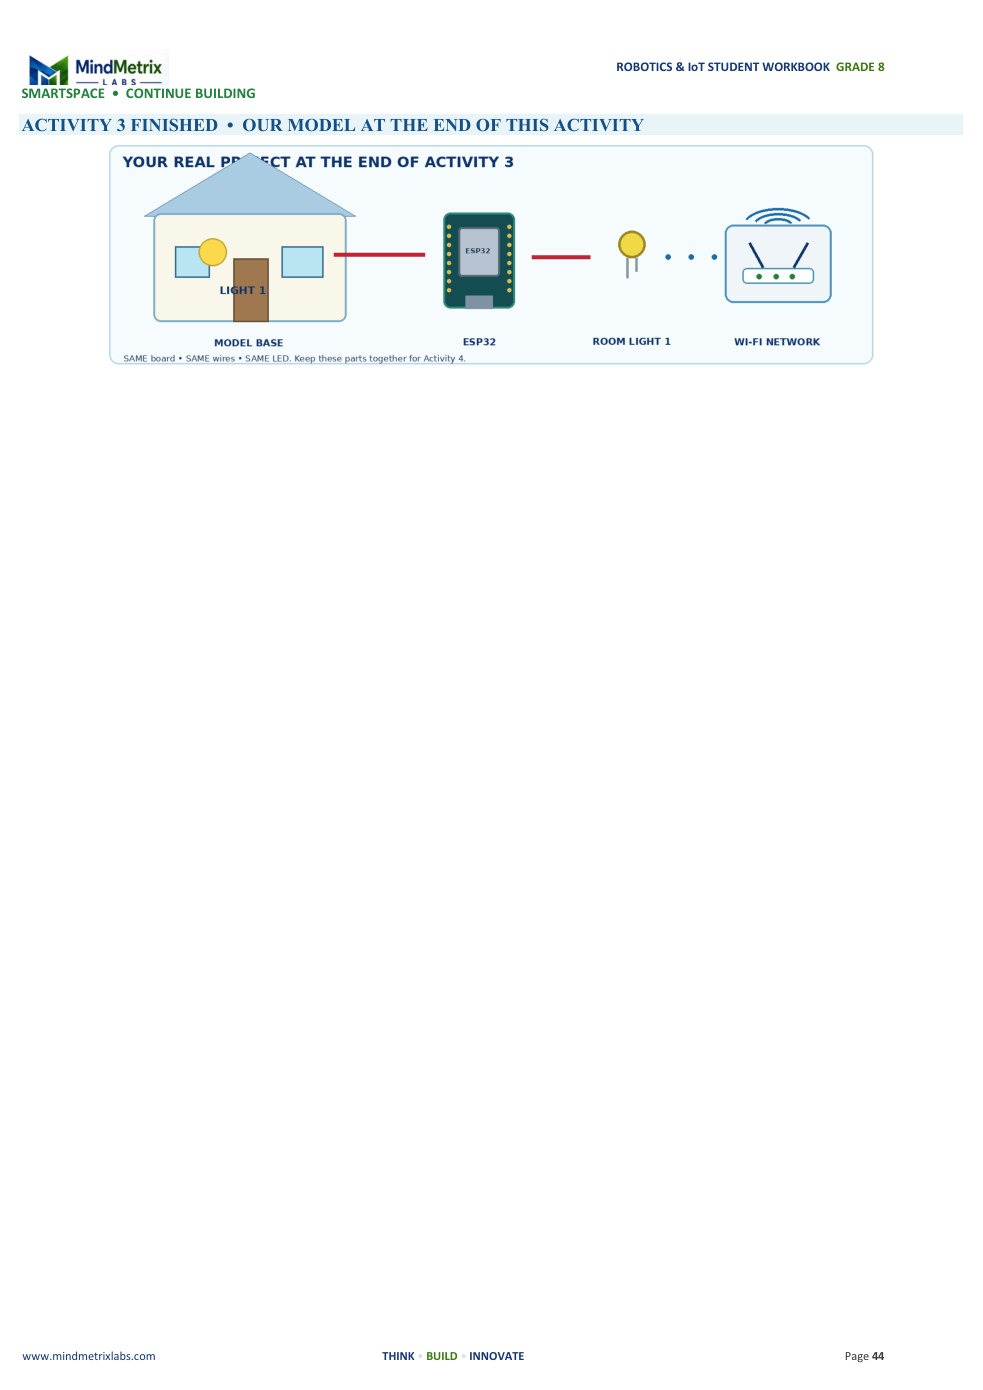 MindMetrix
LABS
ROBOTICS & IoT STUDENT WORKBOOK GRADE 8
SMARTSPACE • CONTINUE BUILDING
ACTIVITY 3 FINISHED • OUR MODEL AT THE END OF THIS ACTIVITY
YOUR REAL PROJECT AT THE END OF ACTIVITY 3
ESP32
LIGHT 1
MODEL BASE
ESP32
ROOM LIGHT 1
WI-FI NETWORK
SAME board • SAME wires • SAME LED. Keep these parts together for Activity 4.
www.mindmetrixlabs.com
THINK • BUILD • INNOVATE
Page 44